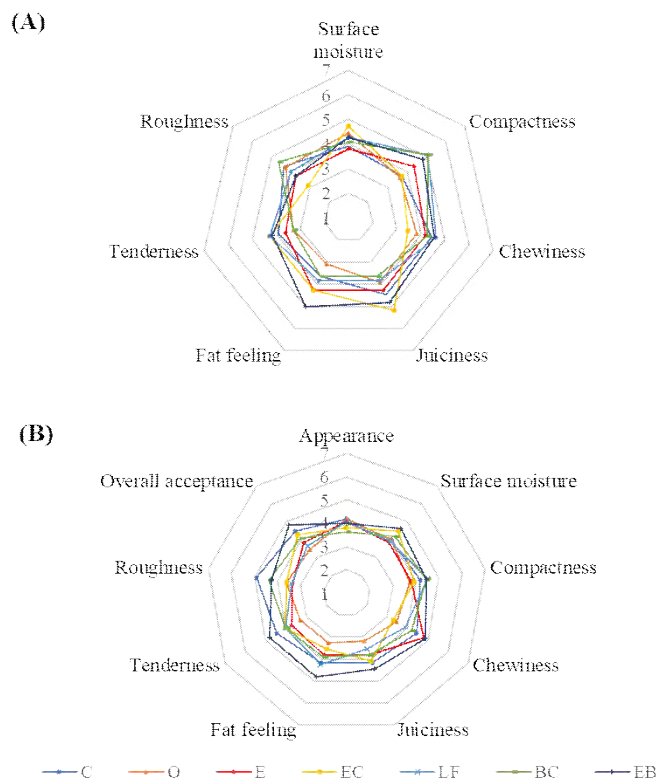 (A)
Surface
moisture
7
6
5
4
3
2
1
Roughness
Compactness
Tenderness
Chewiness
Fat feeling
Juiciness
(B)
Appearance
7
6
5
4
3
2
1
Overall acceptance
Surface moisture
Roughness
Compactness
Tenderness
Chewiness
Fat feeling
Juiciness
C O E EC LF BC EB